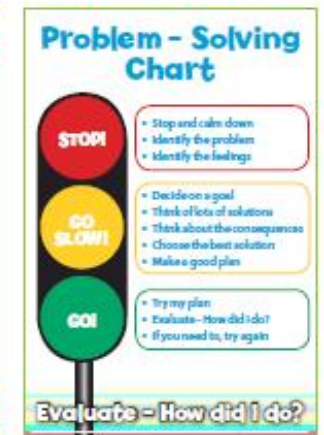 Problem - Solving
Chart
STOP!
• Stop and calm down
• Identify the problem
• Identify the feelings
GO
SLOW!
• Decide on a goal
• Think of lots of solutions
• Think about the consequences
• Choose the best solution
• Make a good plan
GO!
• Try my plan
• Evaluate - How did I do?
• If you need to, try again
Evaluate - How did I do?